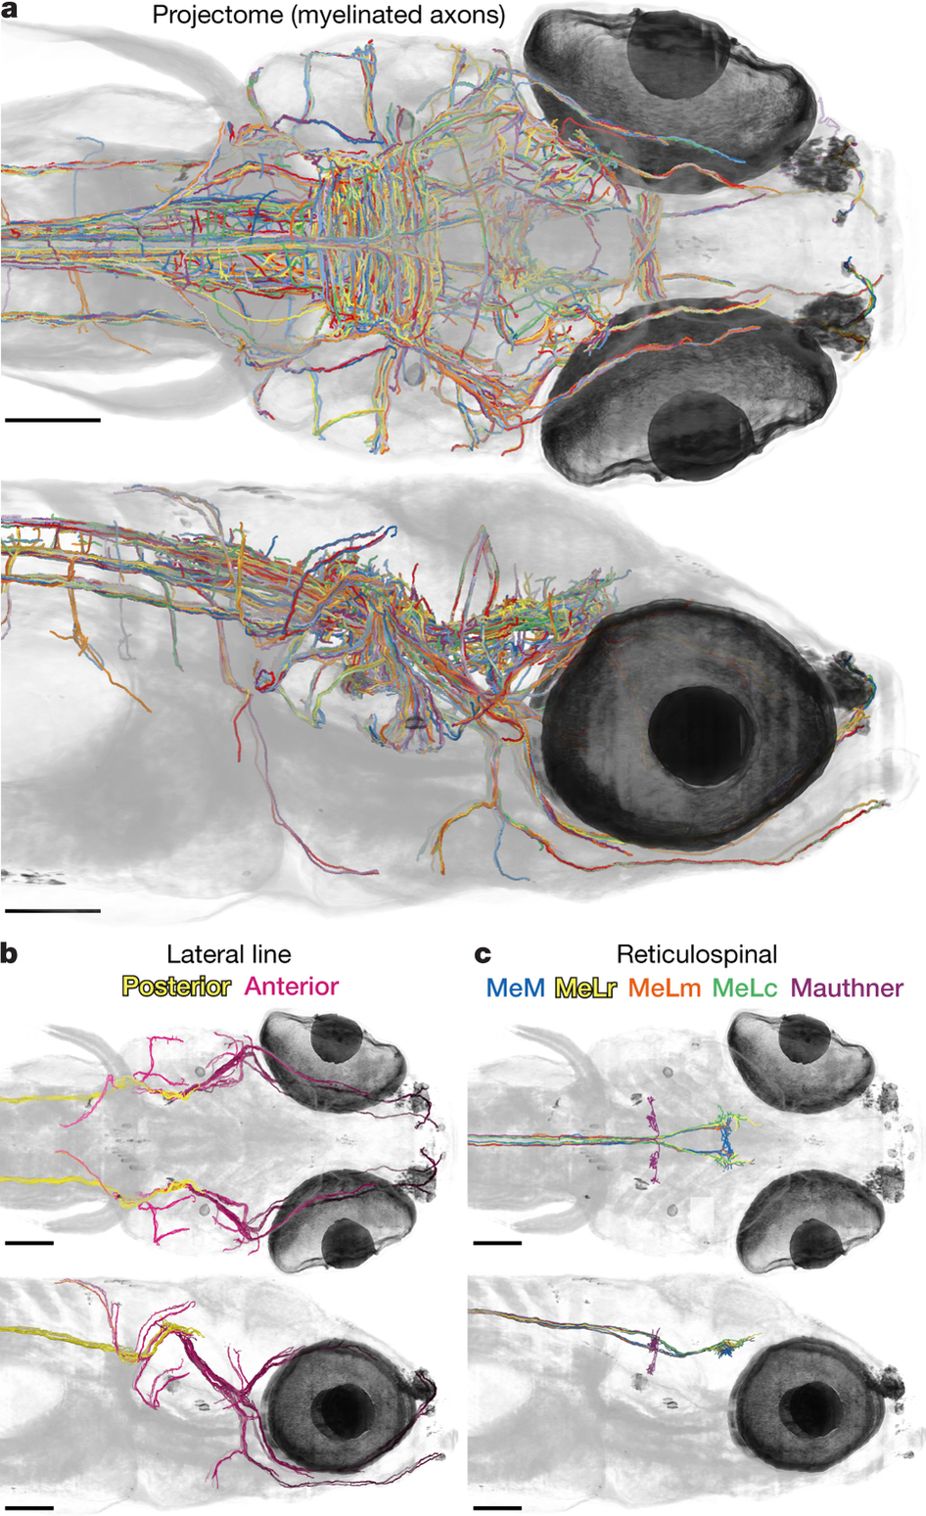 a
Projectome (myelinated axons)
b
Lateral line
Posterior Anterior
c
Reticulospinal
MeM MeLr MeLm MeLc Mauthner